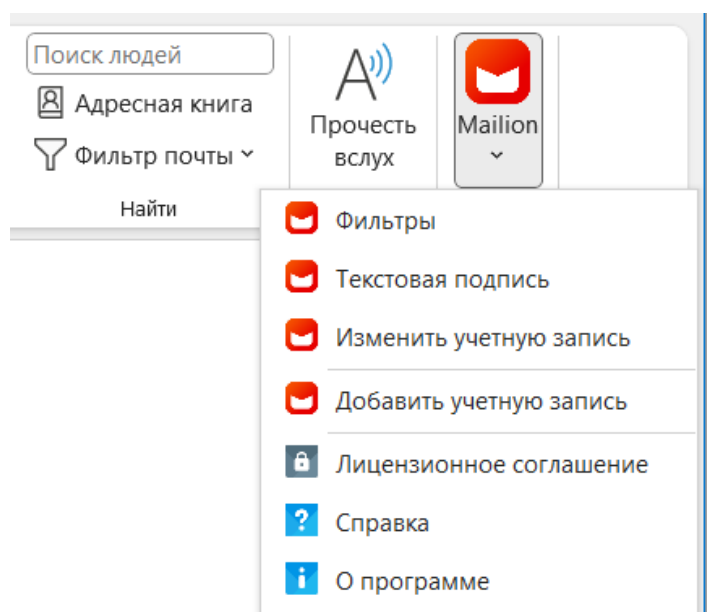 Поиск людей
Адресная книга
Фильтр почты
Найти
Прочесть
вслух
Mailion
Фильтры
Текстовая подпись
Изменить учетную запись
Добавить учетную запись
Лицензионное соглашение
Справка
О программе